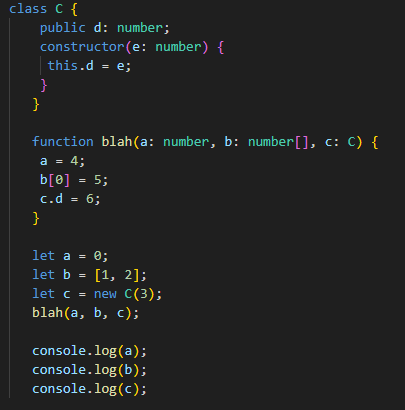 class C {
public d: number;
constructor(e: number) {
this.d = e;
}
}
function blah(a: number, b: number[], c: C) {
a = 4;
b[0] = 5;
c.d = 6;
}
let a = 0;
let b = [1, 2];
let c = new C(3);
blah(a, b, c);
console.log(a);
console.log(b);
console.log(c);